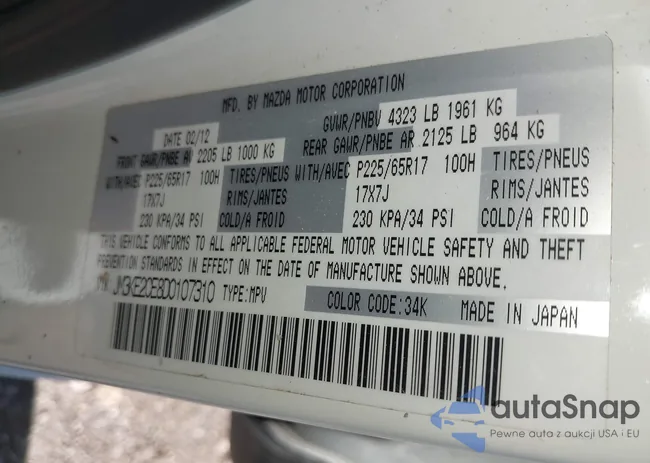 MFD. BY MAZDA MOTOR CORPORATION
DATE 02/12 GVWR/PNBV 4323 LB 1961 KG
FRONT GAWR/PNBE AV 2205 LB 1000 KG REAR GAWR/PNBE AR 2125 LB 964 KG
WITH/AVEC P225/65R17 100H TIRES/PNEUS WITH/AVEC P225/65R17 100H TIRES/PNEUS
17X7J RIMS/JANTES 17X7J RIMS/JANTES
230 KPA/34 PSI COLD/A FROID 230 KPA/34 PSI COLD/A FROID
THIS VEHICLE CONFORMS TO ALL APPLICABLE FEDERAL MOTOR VEHICLE SAFETY AND THEFT
PREVENTION STANDARDS IN EFFECT ON THE DATE OF MANUFACTURE SHOWN ABOVE.
JM3KE2CE8D0107310 TYPE:MPV COLOR CODE:34K MADE IN JAPAN
autaSnap
Pewne auta z aukcji USA i EU